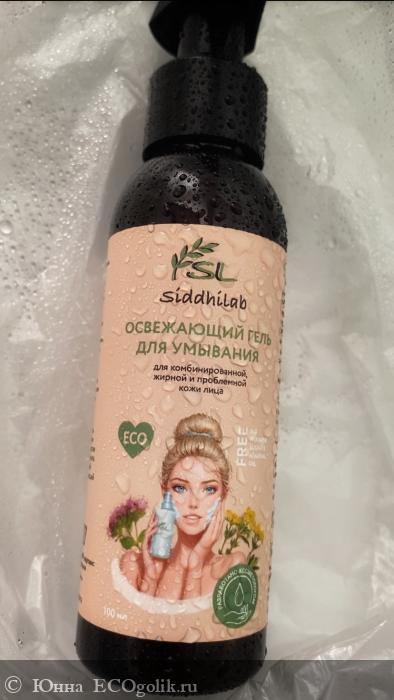 SL
Siddhilab
ОСВЕЖАЮЩИЙ ГЕЛЬ
ДЛЯ УМЫВАНИЯ
для комбинированной,
жирной и проблемной
кожи лица
ECO
FREE
100 мл
© Юнна ECOgolik.ru